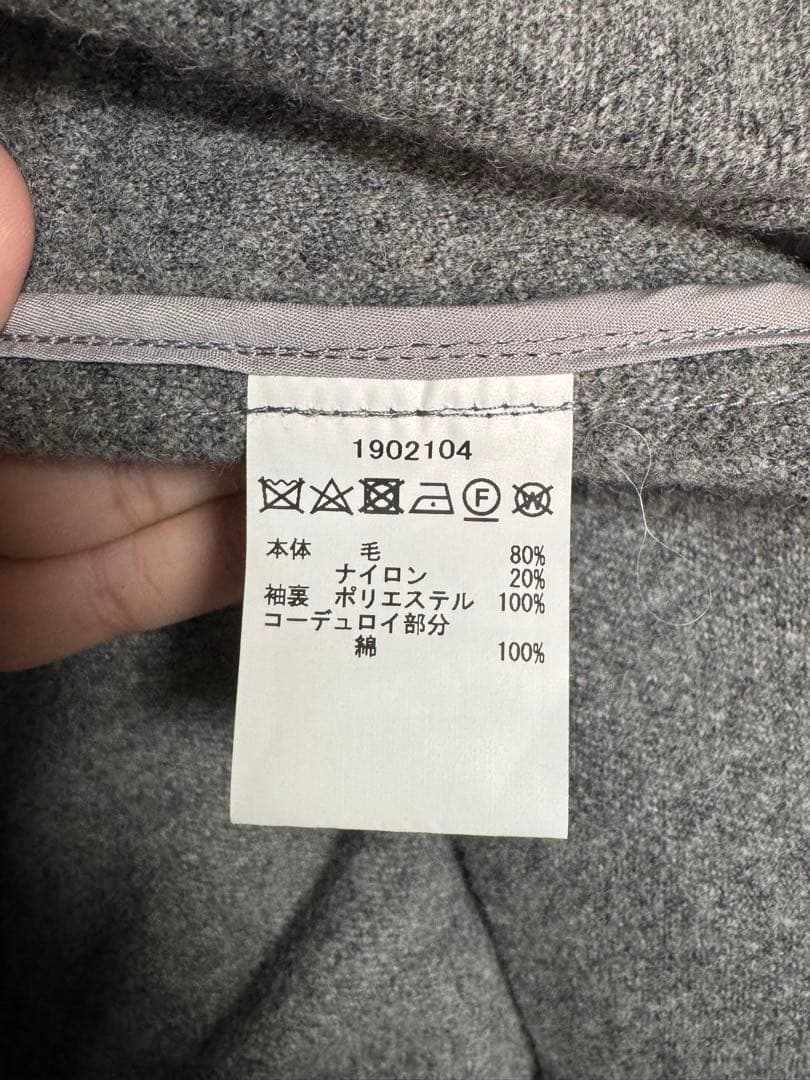 1902104
F W
本体 毛 80%
ナイロン 20%
袖裏 ポリエステル 100%
コーデュロイ部分
綿 100%